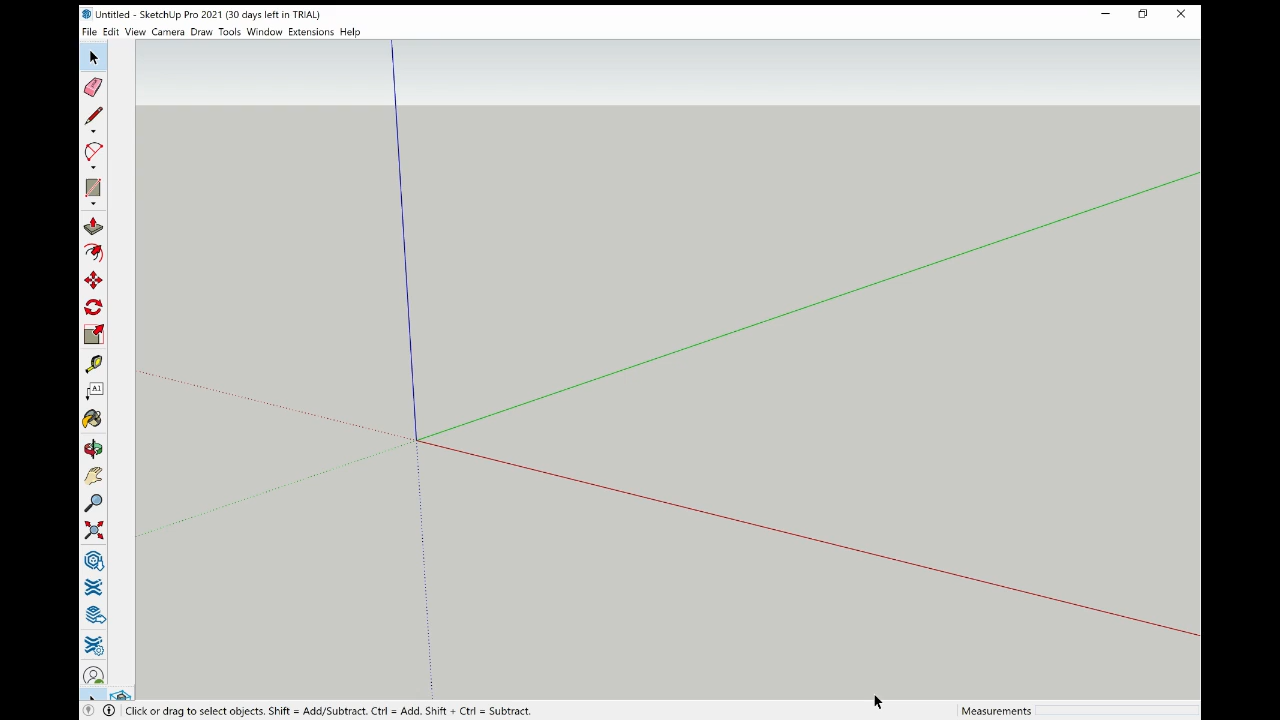 Untitled - SketchUp Pro 2021 (30 days left in TRIAL)
File Edit View Camera Draw Tools Window Extensions Help
A1
Click or drag to select objects. Shift = Add/Subtract. Ctrl = Add. Shift + Ctrl = Subtract.
Measurements